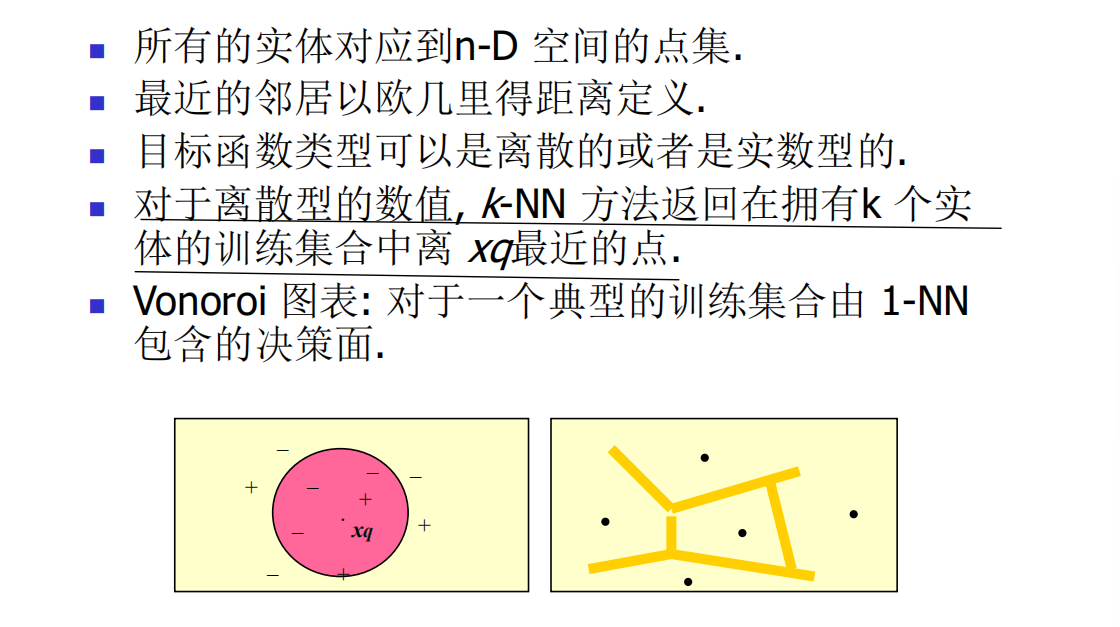 所有的实体对应到n-D 空间的点集.
最近的邻居以欧几里得距离定义.
目标函数类型可以是离散的或者是实数型的.
对于离散型的数值, k-NN 方法返回在拥有k 个实
体的训练集合中离 xq最近的点.
Vonoroi 图表: 对于一个典型的训练集合由 1-NN
包含的决策面.
−
− −
+ −
+
xq +
−
− +